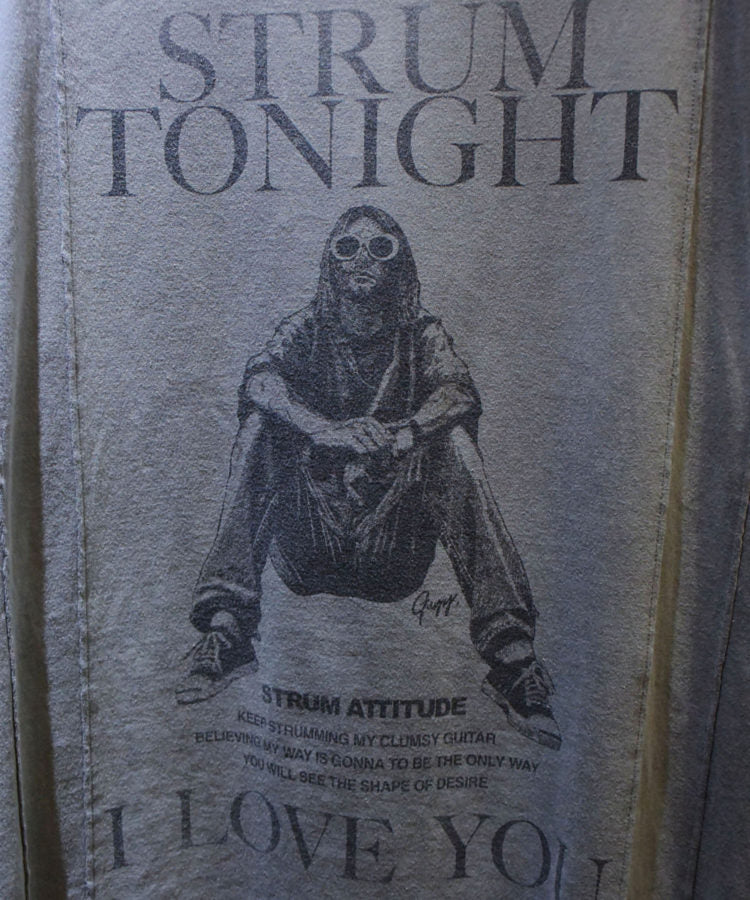 STRUM
TONIGHT
STRUM ATTITUDE
KEEP STRUMMING MY CLUMSY GUITAR
BELIEVING MY WAY IS GONNA TO BE THE ONLY WAY
YOU WILL SEE THE SHAPE OF DESIRE
I LOVE YOU